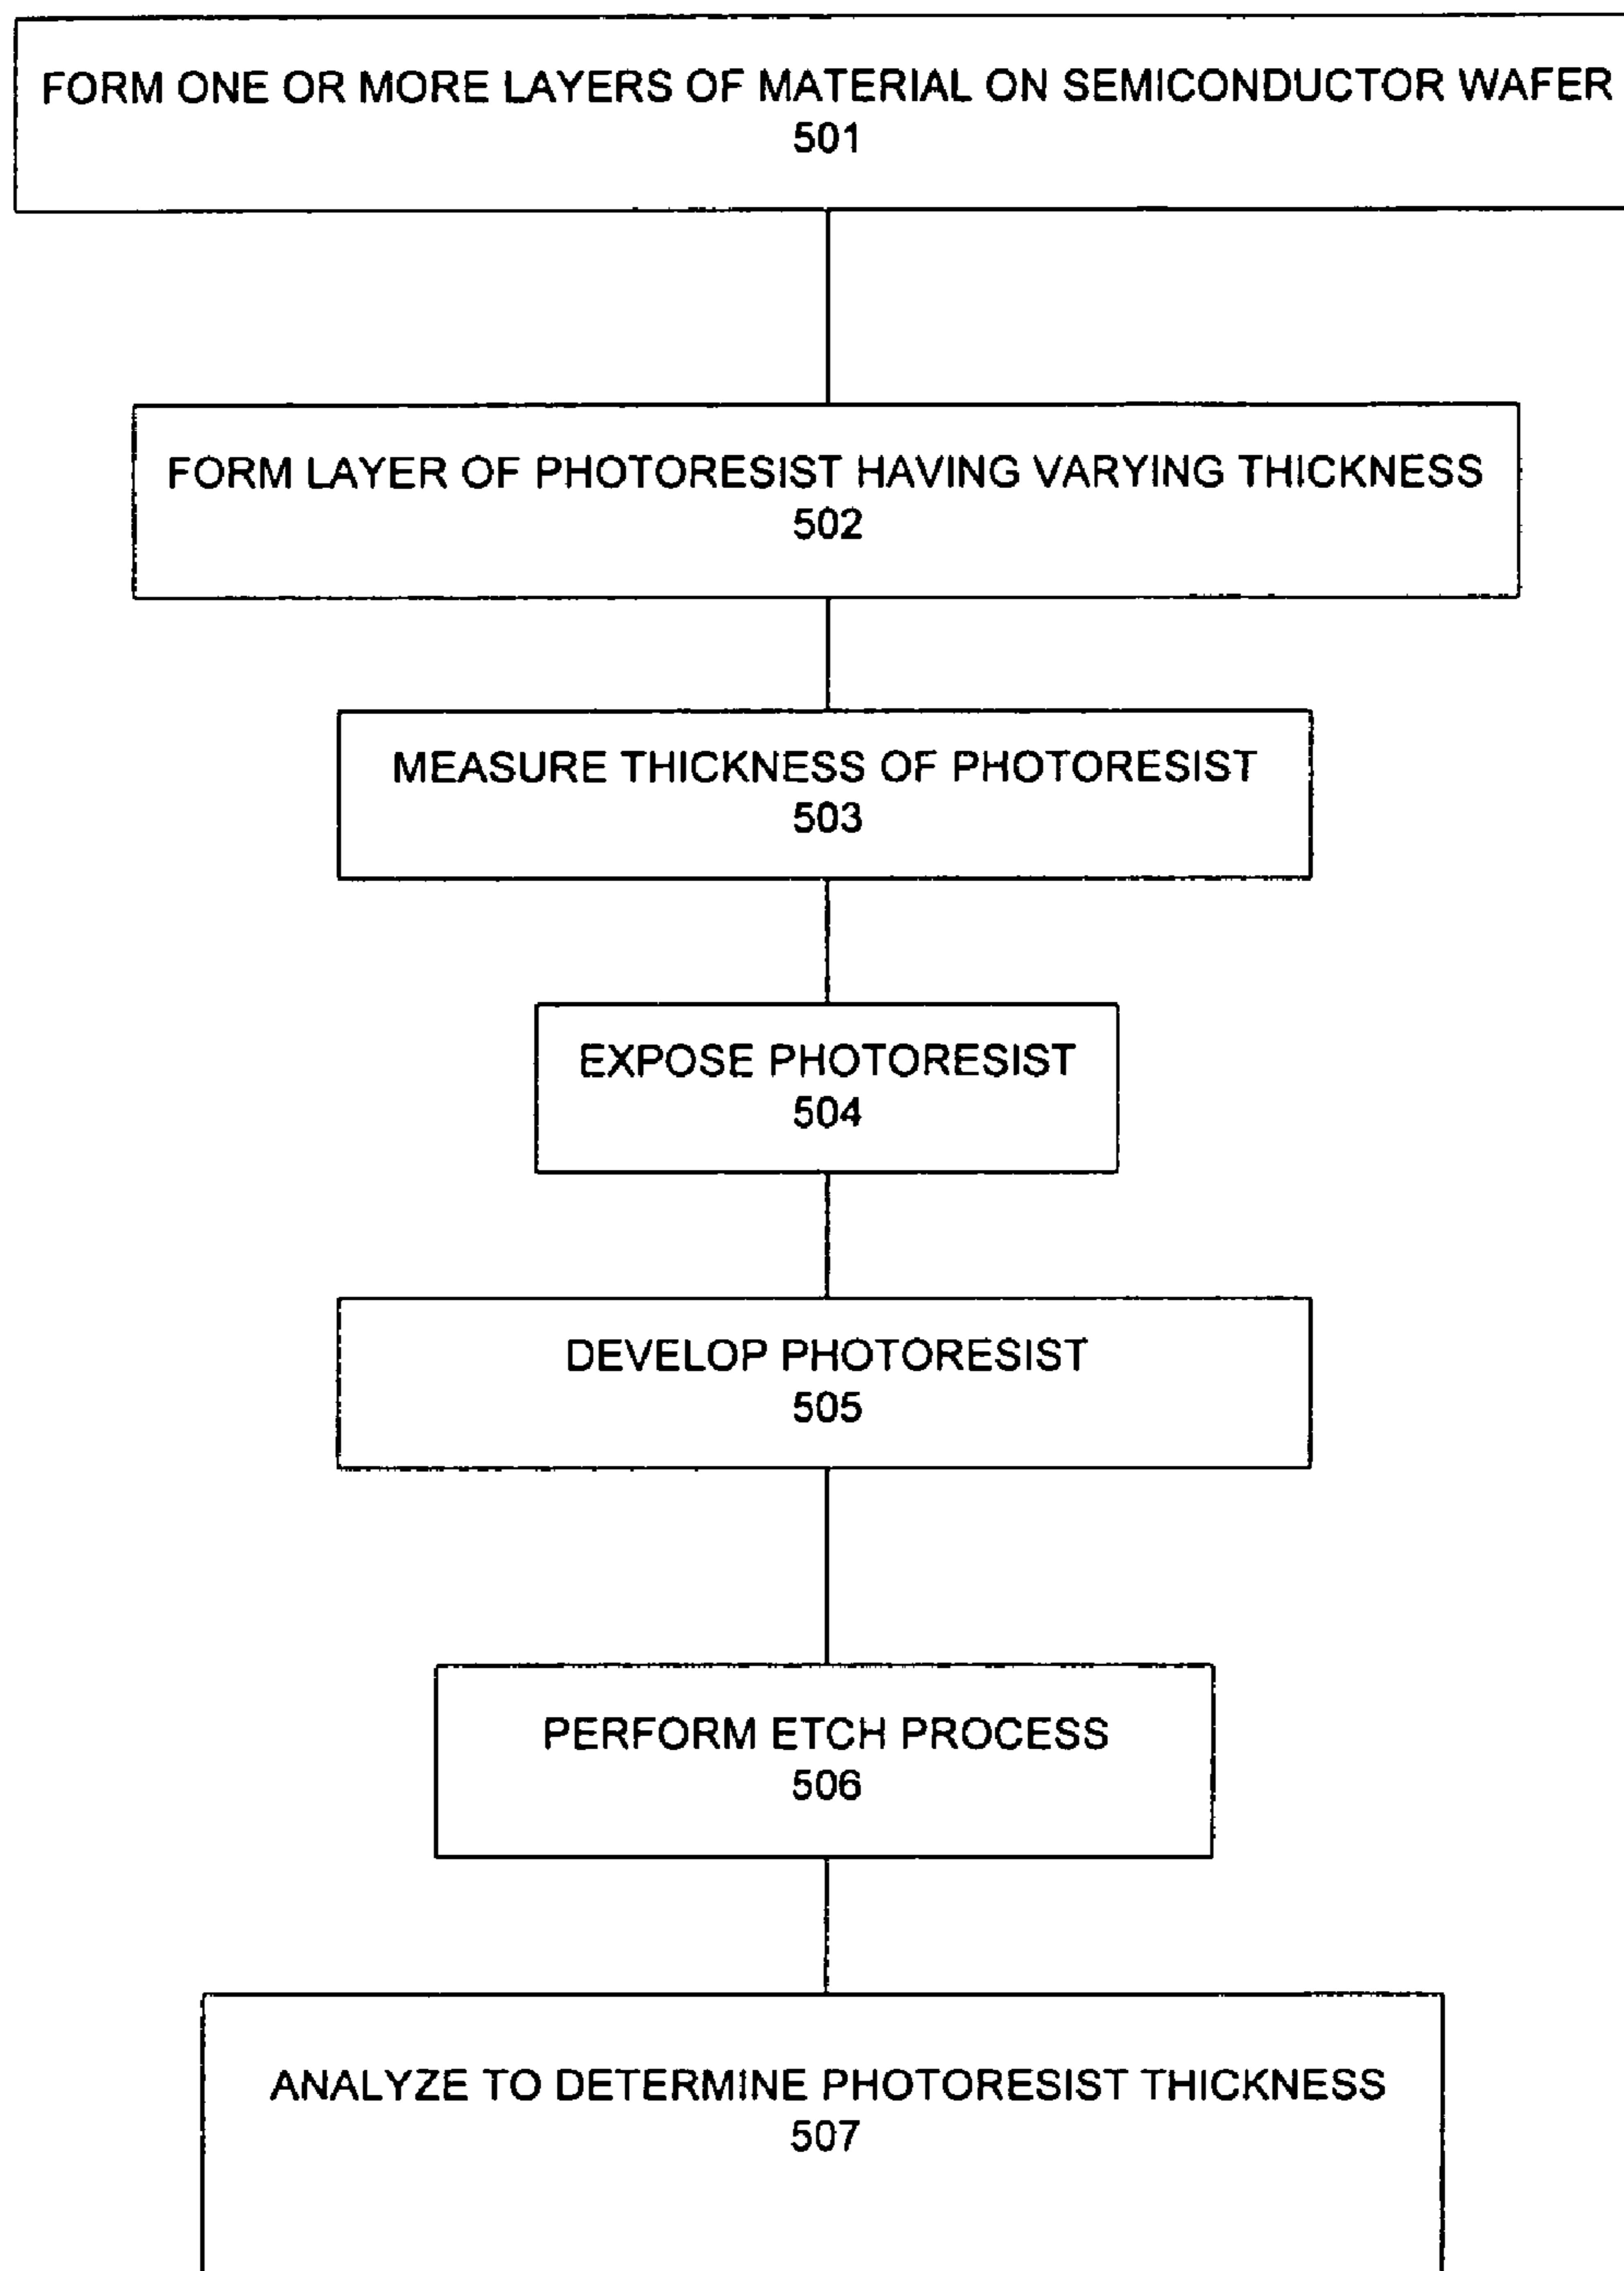 FORM ONE OR MORE LAYERS OF MATERIAL ON SEMICONDUCTOR WAFER
501
FORM LAYER OF PHOTORESIST HAVING VARYING THICKNESS
502
MEASURE THICKNESS OF PHOTORESIST
503
EXPOSE PHOTORESIST
504
DEVELOP PHOTORESIST
505
PERFORM ETCH PROCESS
506
ANALYZE TO DETERMINE PHOTORESIST THICKNESS
507